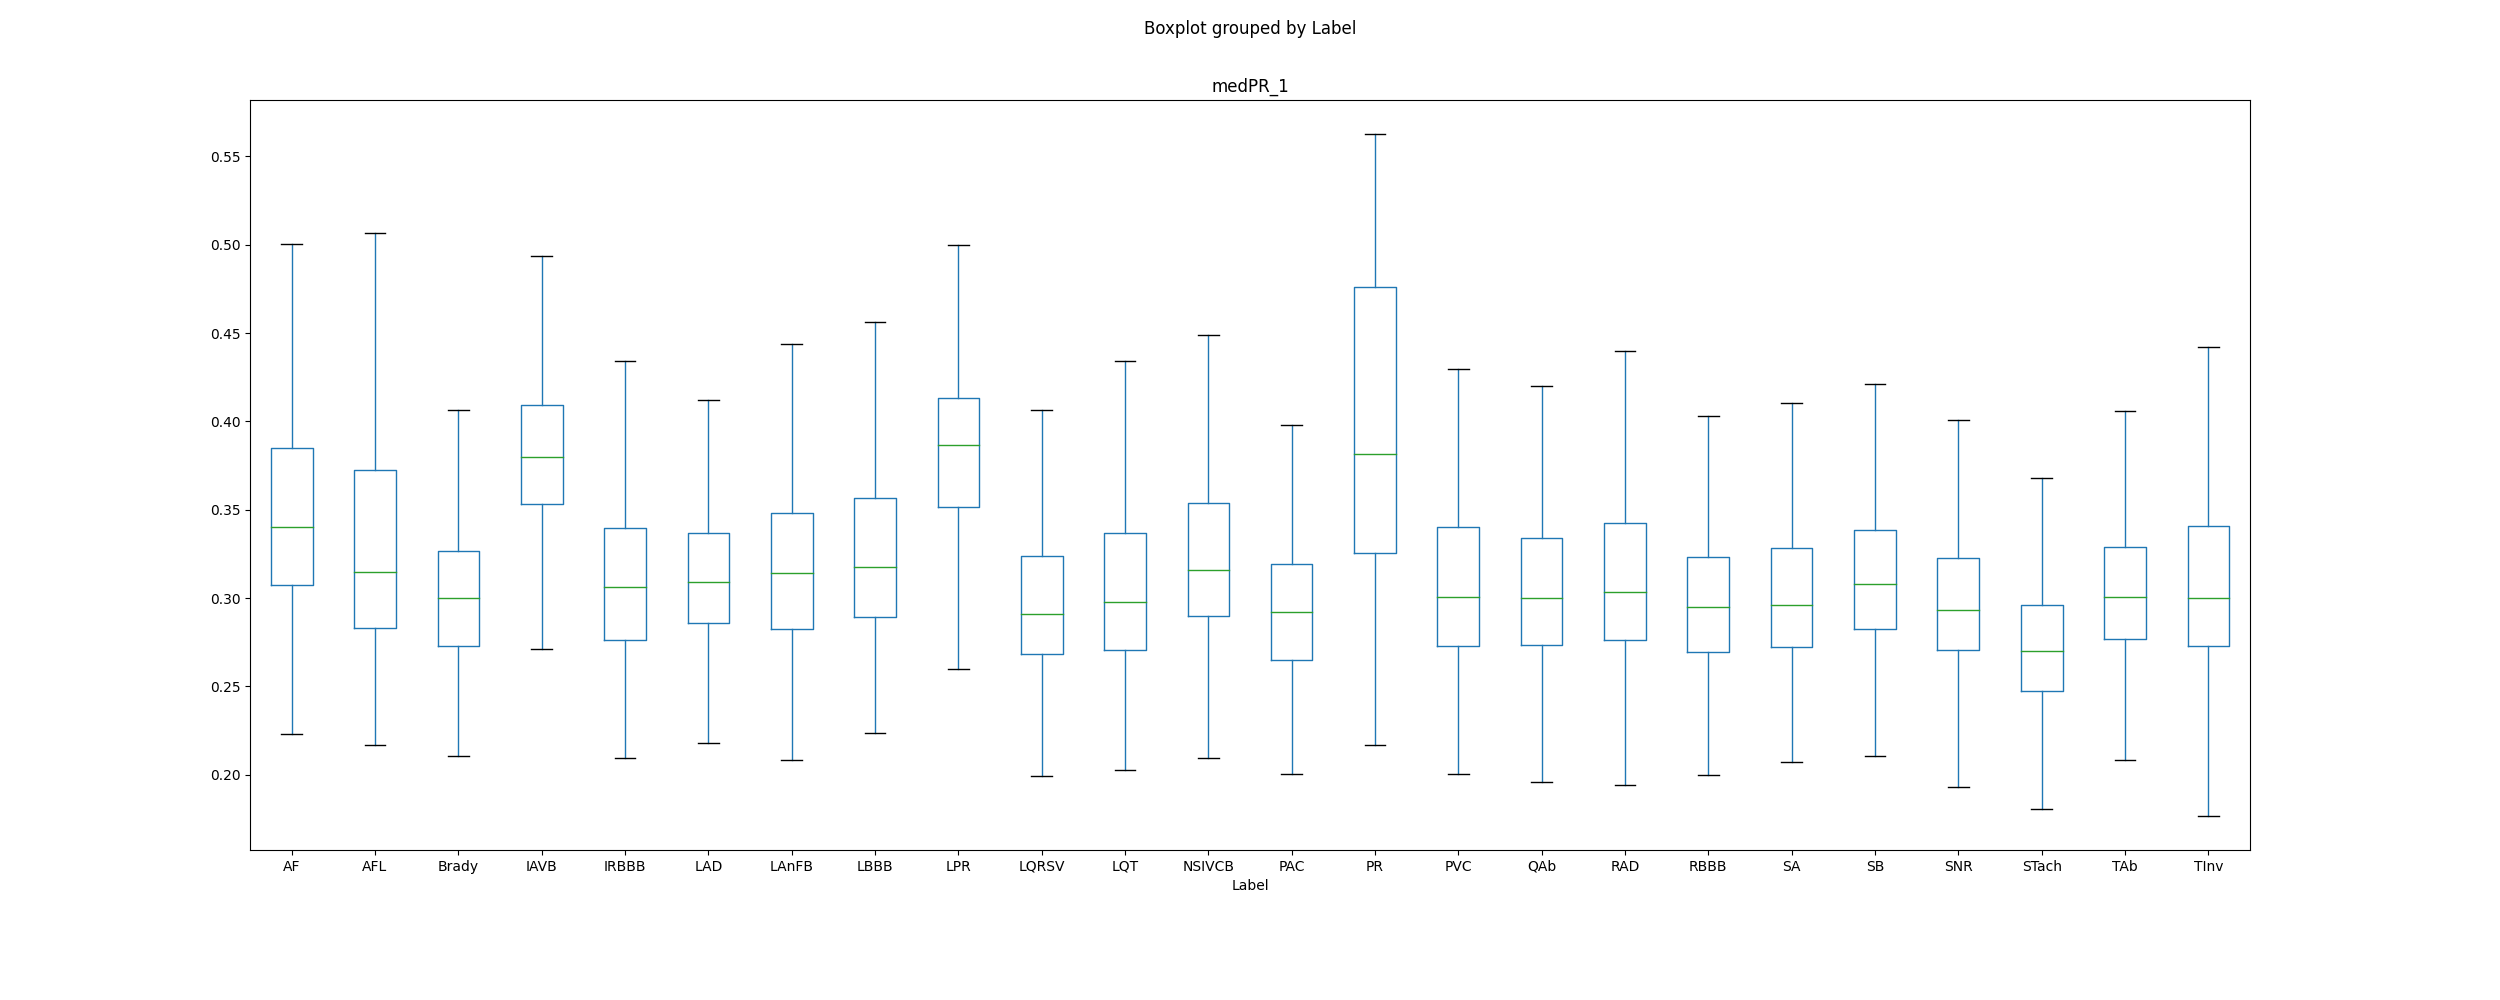 Boxplot grouped by Label
medPR_1
0.55
0.50
0.45
0.40
0.35
0.30
0.25
0.20
AF AFL Brady IAVB IRBBB LAD LAnFB LBBB LPR LQRSV LQT NSIVCB PAC PR PVC QAb RAD RBBB SA SB SNR STach TAb TInv
Label